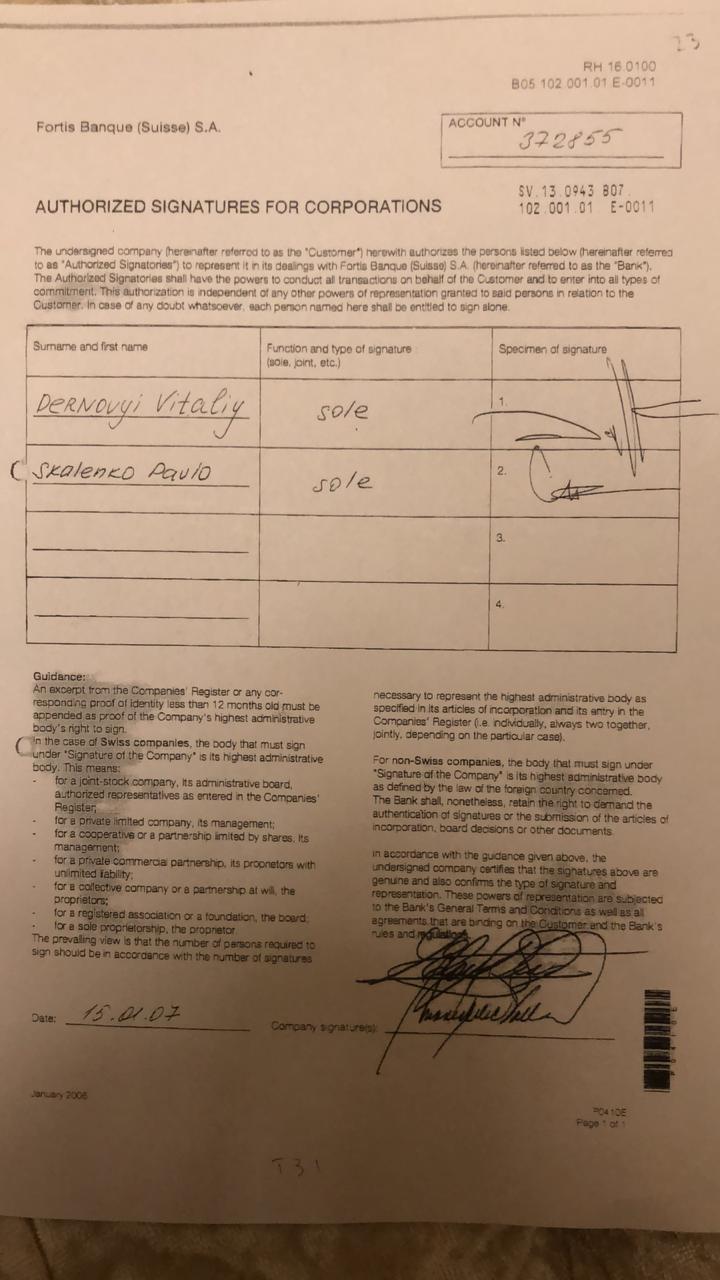 23
RH 16.0100
B05 102 001.01 E-0011
Fortis Banque (Suisse) S.A.
ACCOUNT N°
372855
SV.13.0943 B07.
102.001.01 E-0011
AUTHORIZED SIGNATURES FOR CORPORATIONS
The undersigned company (hereinafter referred to as the "Customer") herewith authorizes the persons listed below (hereinafter referred
to as "Authorized Signatories") to represent it in its dealings with Fortis Banque (Suisse) S.A. (hereinafter referred to as the "Bank").
The Authorized Signatories shall have the powers to conduct all transactions on behalf of the Customer and to enter into all types of
commitment. This authorization is independent of any other powers of representation granted to said persons in relation to the
Customer. In case of any doubt whatsoever, each person named here shall be entitled to sign alone.
Surname and first name
Function and type of signature
(sole, joint, etc.)
Specimen of signature
Dernovyi Vitaliy
sole
1.
Skalenko Pavlo
sole
2.
3.
4.
Guidance:
An excerpt from the Companies' Register or any cor-
responding proof of identity less than 12 months old must be
appended as proof of the Company's highest administrative
body's right to sign.
In the case of Swiss companies, the body that must sign
under "Signature of the Company" is its highest administrative
body. This means:
- for a joint-stock company, its administrative board,
authorized representatives as entered in the Companies'
Register;
- for a private limited company, its management;
- for a cooperative or a partnership limited by shares, its
management;
- for a private commercial partnership, its proprietors with
unlimited liability;
- for a collective company or a partnership at will, the
proprietors;
- for a registered association or a foundation, the board;
- for a sole proprietorship, the proprietor.
The prevailing view is that the number of persons required to
sign should be in accordance with the number of signatures
necessary to represent the highest administrative body as
specified in its articles of incorporation and its entry in the
Companies' Register (i.e. individually, always two together,
jointly, depending on the particular case).
For non-Swiss companies, the body that must sign under
"Signature of the Company" is its highest administrative body
as defined by the law of the foreign country concerned.
The Bank shall, nonetheless, retain the right to demand the
authentication of signatures or the submission of the articles of
incorporation, board decisions or other documents.
In accordance with the guidance given above, the
undersigned company certifies that the signatures above are
genuine and also confirms the type of signature and
representation. These powers of representation are subjected
to the Bank's General Terms and Conditions as well as all
agreements that are binding on the Customer and the Bank's
rules and regulations.
Date: 15.01.07
Company signature(s):
January 2006
P0410E
Page 1 of 1
T31